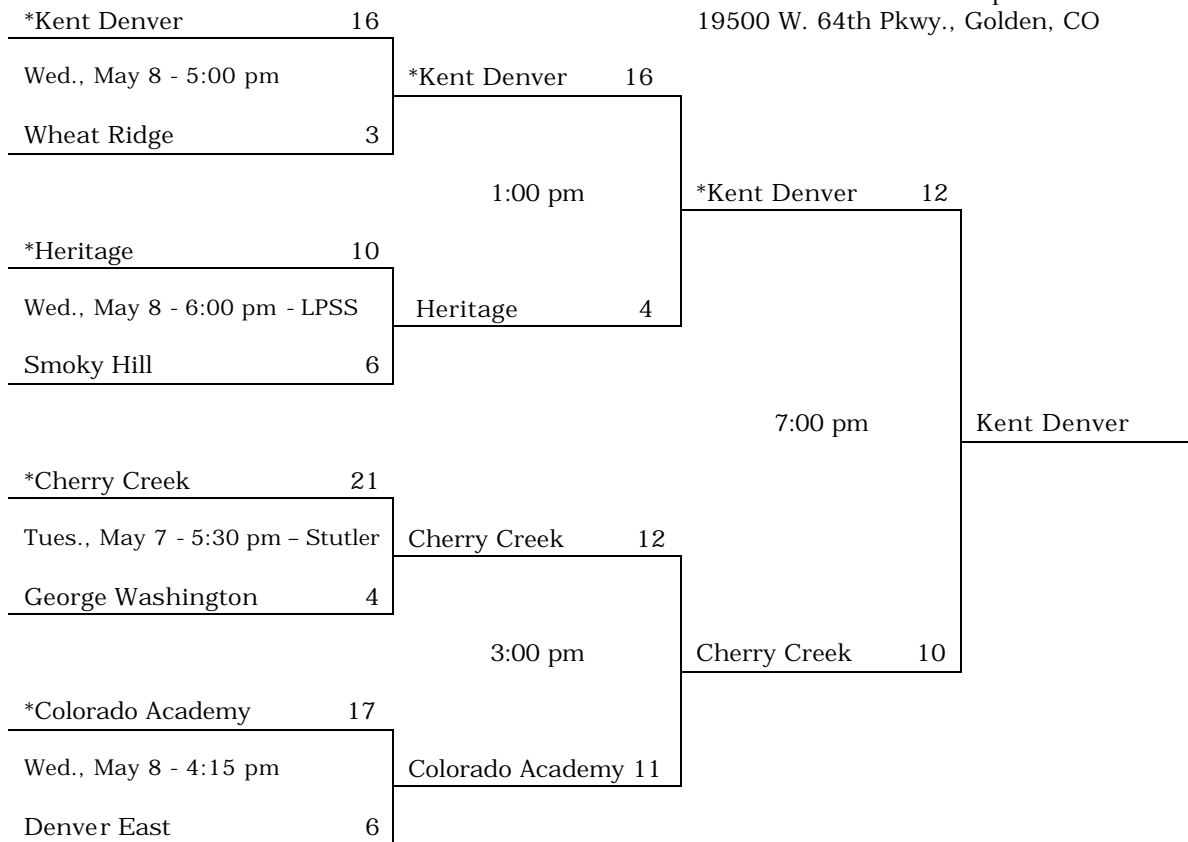 *Kent Denver 16
19500 W. 64th Pkwy., Golden, CO
Wed., May 8 - 5:00 pm
*Kent Denver 16
Wheat Ridge 3
1:00 pm
*Kent Denver 12
*Heritage 10
Wed., May 8 - 6:00 pm - LPSS
Heritage 4
Smoky Hill 6
7:00 pm
Kent Denver
*Cherry Creek 21
Tues., May 7 - 5:30 pm – Stutler
Cherry Creek 12
George Washington 4
3:00 pm
Cherry Creek 10
*Colorado Academy 17
Wed., May 8 - 4:15 pm
Colorado Academy 11
Denver East 6